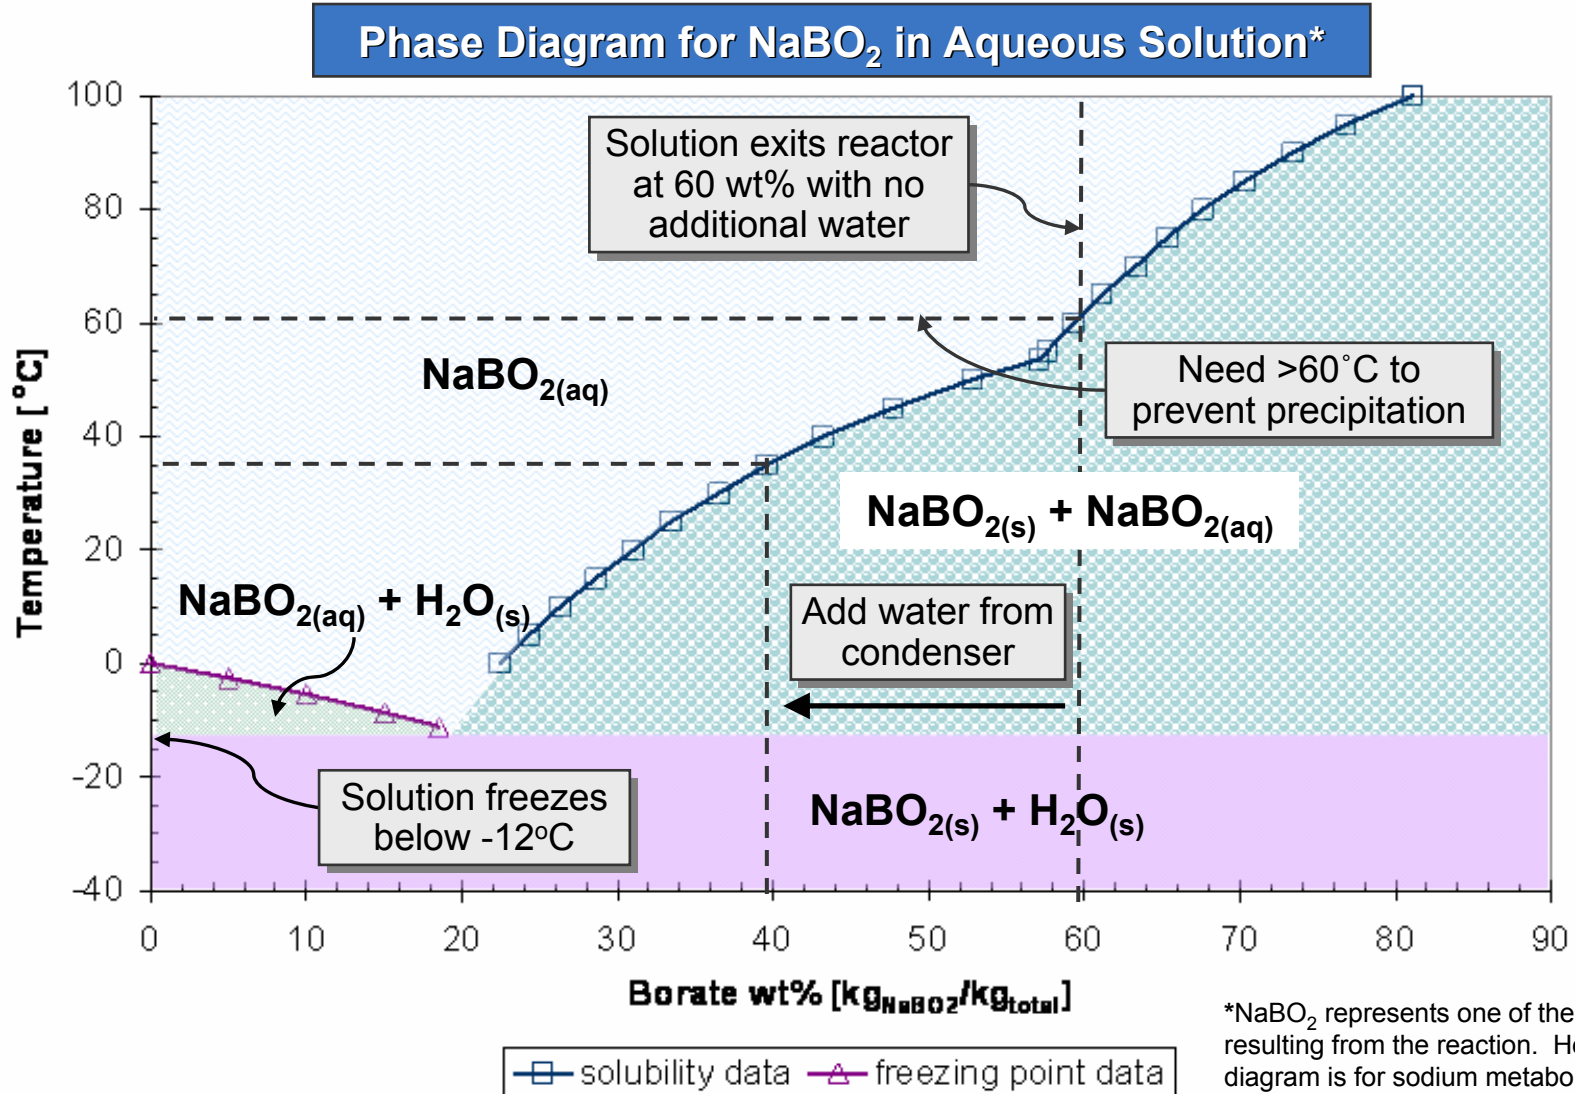 Phase Diagram for NaBO2 in Aqueous Solution*
100
80
60
40
20
0
-20
-40
Temperature [°C]
Solution exits reactor
at 60 wt% with no
additional water
NaBO2(aq)
Need >60˚C to
prevent precipitation
NaBO2(s) + NaBO2(aq)
NaBO2(aq) + H2O(s)
Add water from
condenser
Solution freezes
below -12oC
NaBO2(s) + H2O(s)
0 10 20 30 40 50 60 70 80 90
Borate wt% [kgNaBO2/kgtotal]
solubility data freezing point data
*NaBO2 represents one of the
resulting from the reaction.
diagram is for sodium